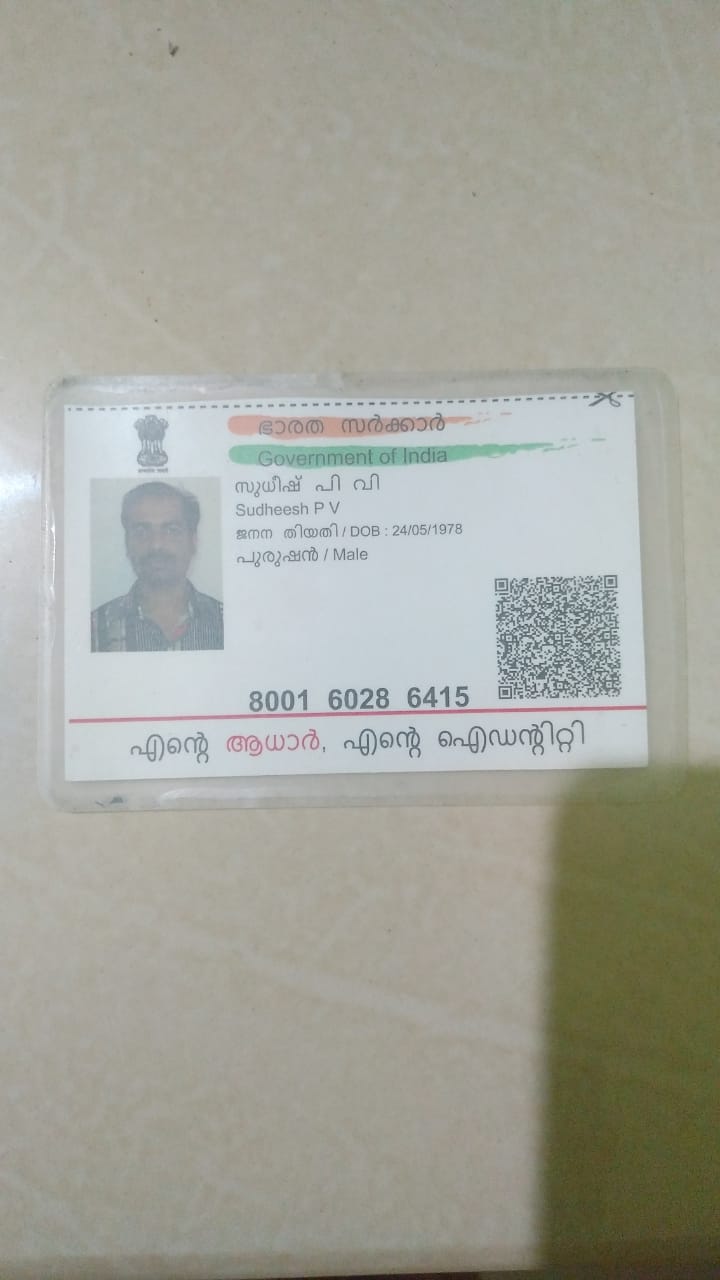 ഭാരത സർക്കാർ
Government of India
സുധീഷ് പി വി
Sudheesh P V
ജനന തിയതി / DOB : 24/05/1978
പുരുഷൻ / Male
8001 6028 6415
എന്റെ ആധാർ, എന്റെ ഐഡന്റിറ്റി